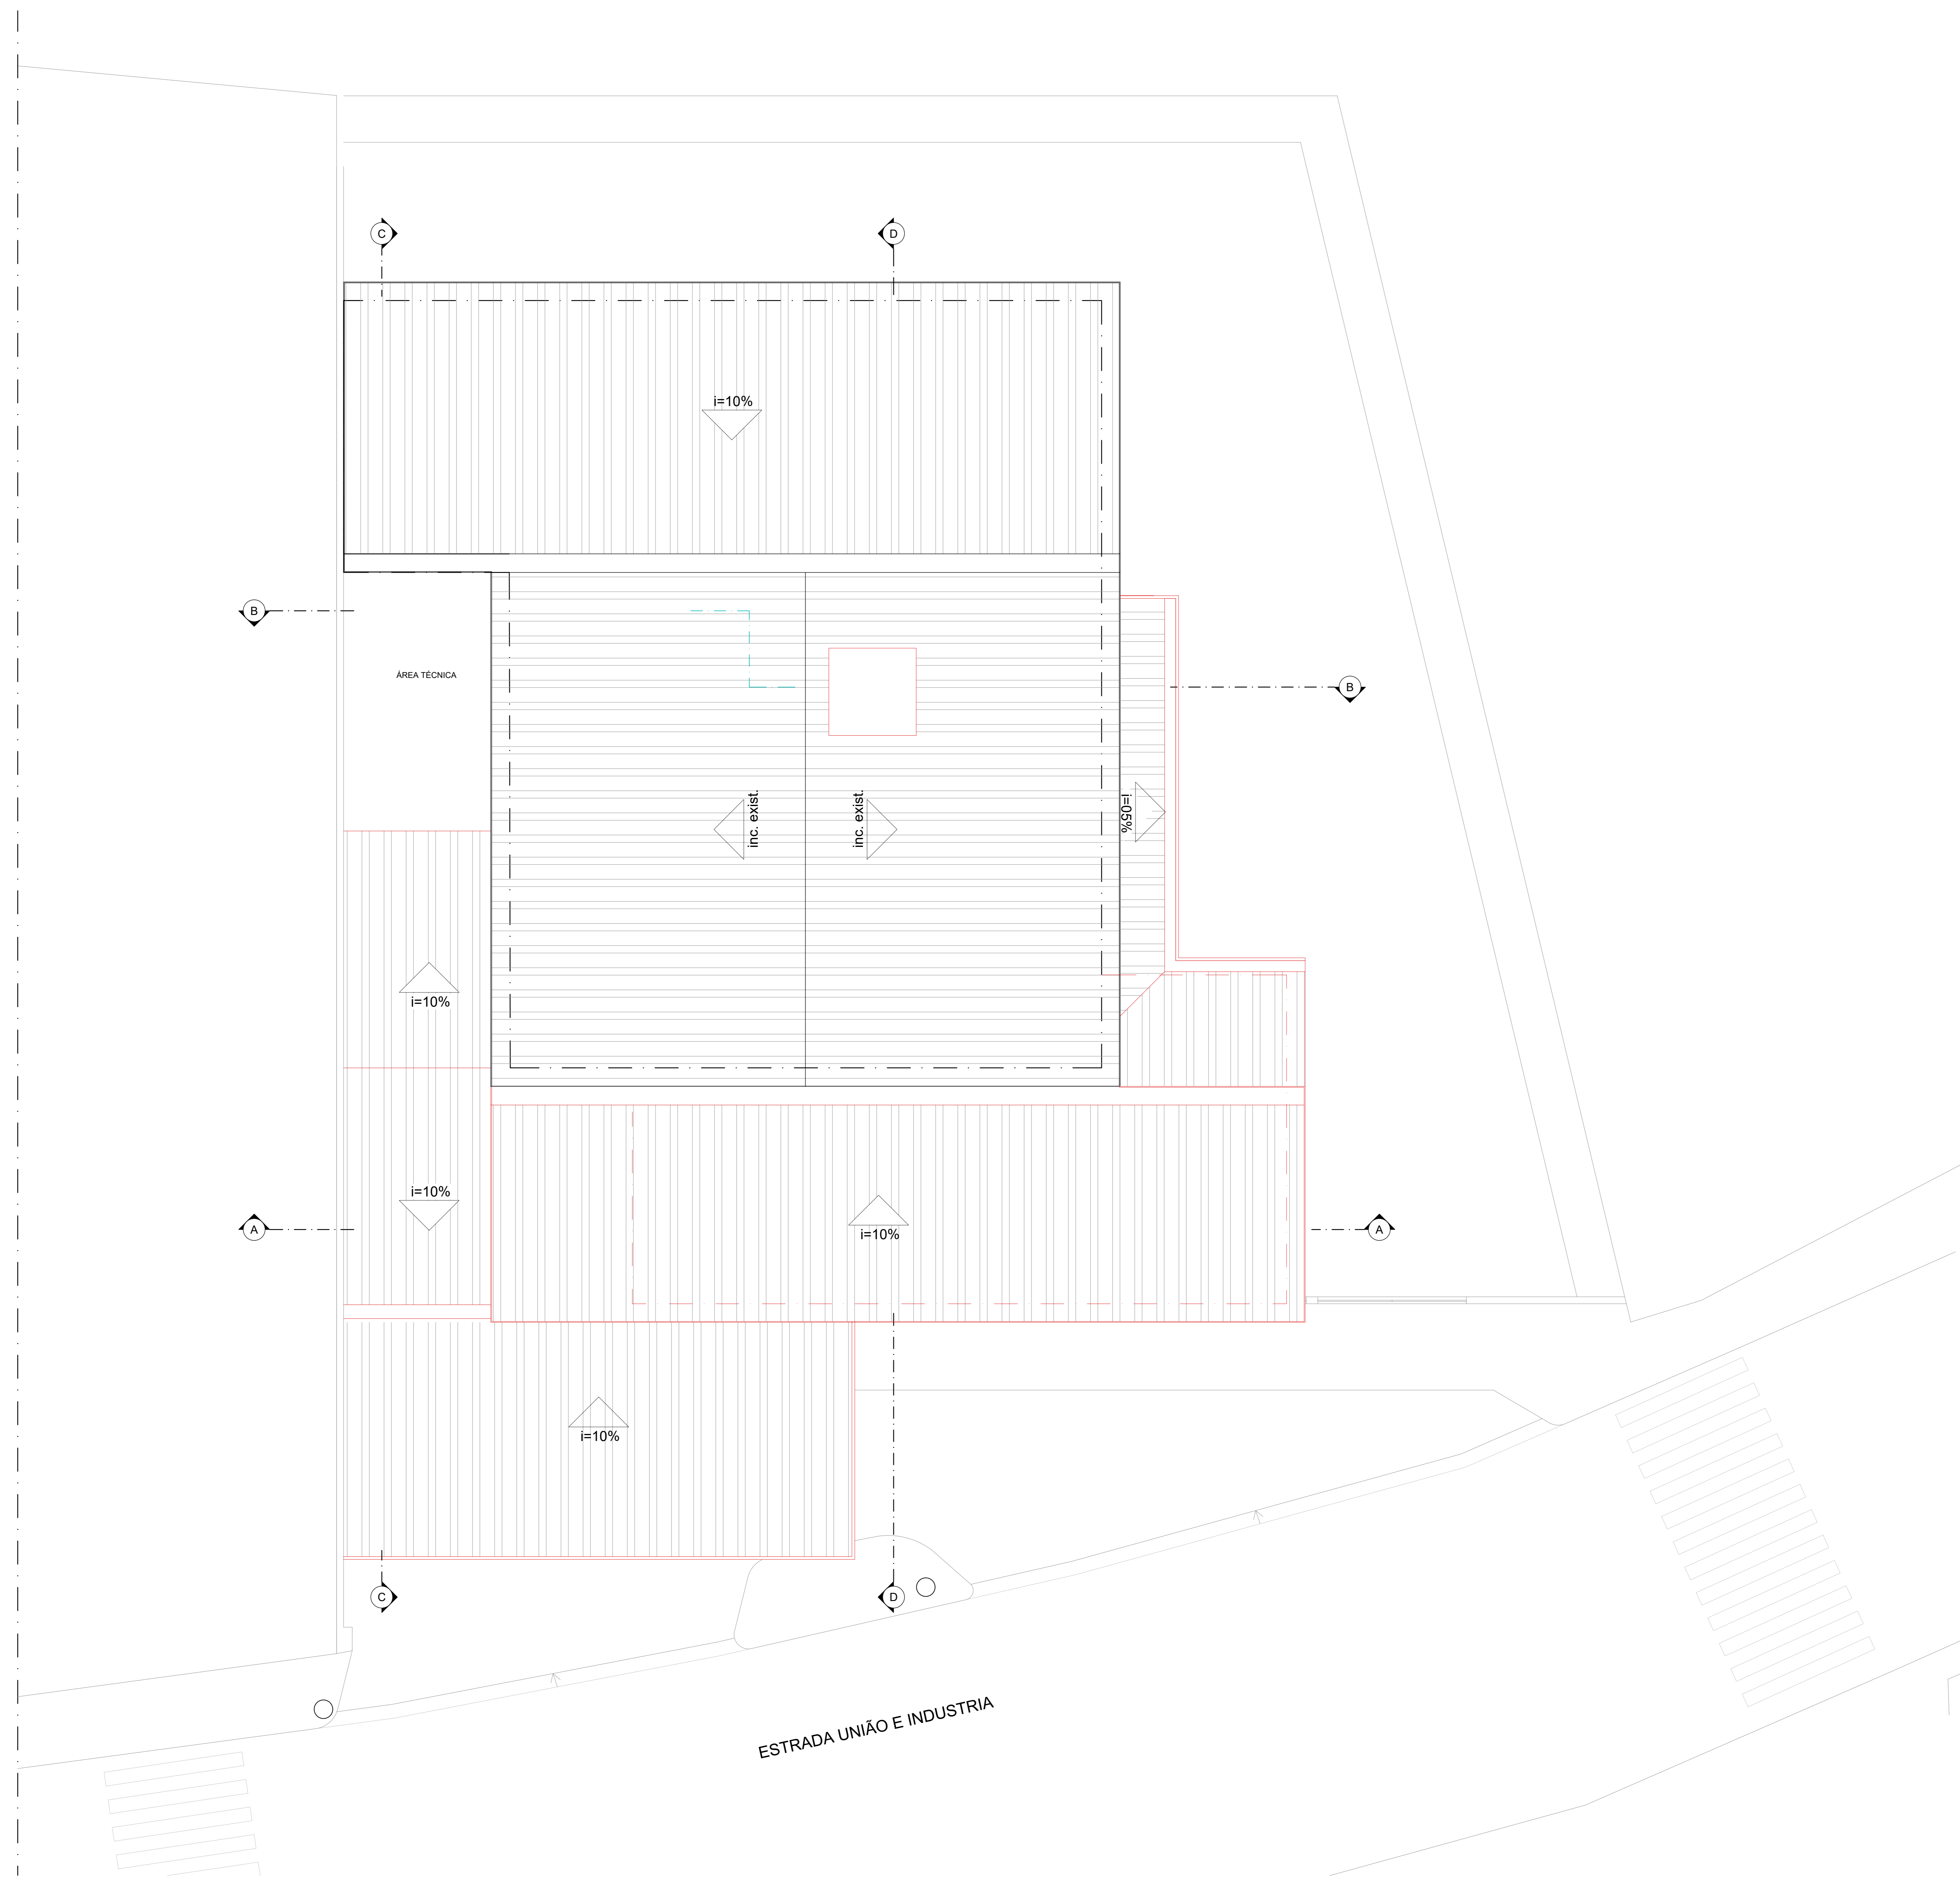 C
D
i=10%
B
ÁREA TÉCNICA
B
inc. exist.
inc. exist.
i=05%
i=10%
i=10%
A
i=10%
A
i=10%
C
D
ESTRADA UNIÃO E INDUSTRIA